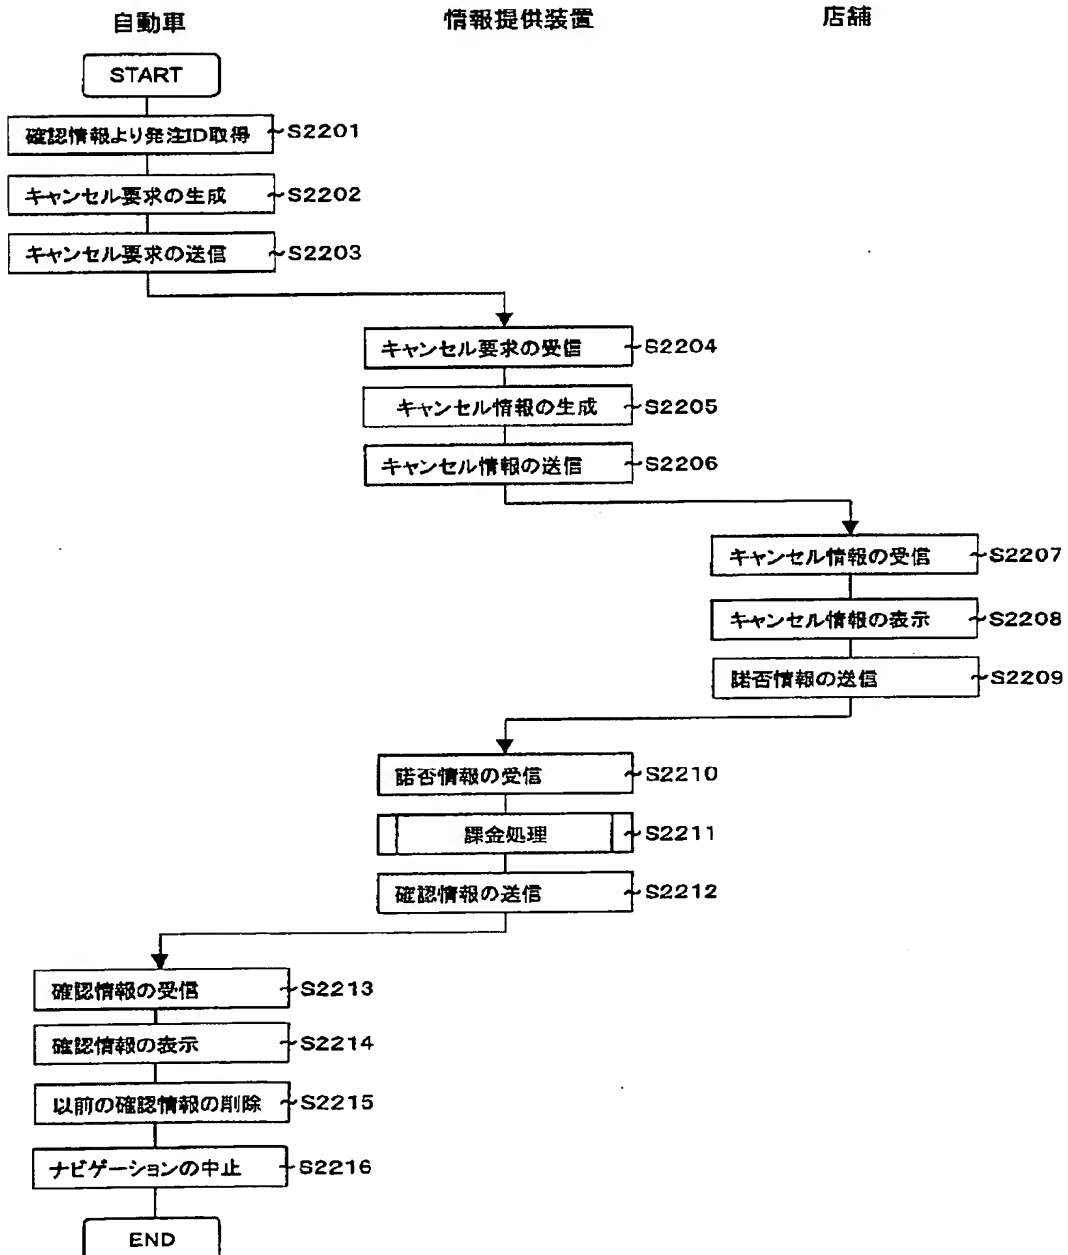 自動車 情報提供装置 店舗
START
確認情報より発注ID取得 ~S2201
キャンセル要求の生成 ~S2202
キャンセル要求の送信 ~S2203
キャンセル要求の受信 ~S2204
キャンセル情報の生成 ~S2205
キャンセル情報の送信 ~S2206
キャンセル情報の受信 ~S2207
キャンセル情報の表示 ~S2208
諾否情報の送信 ~S2209
諾否情報の受信 ~S2210
課金処理 ~S2211
確認情報の送信 ~S2212
確認情報の受信 ~S2213
確認情報の表示 ~S2214
以前の確認情報の削除 ~S2215
ナビゲーションの中止 ~S2216
END